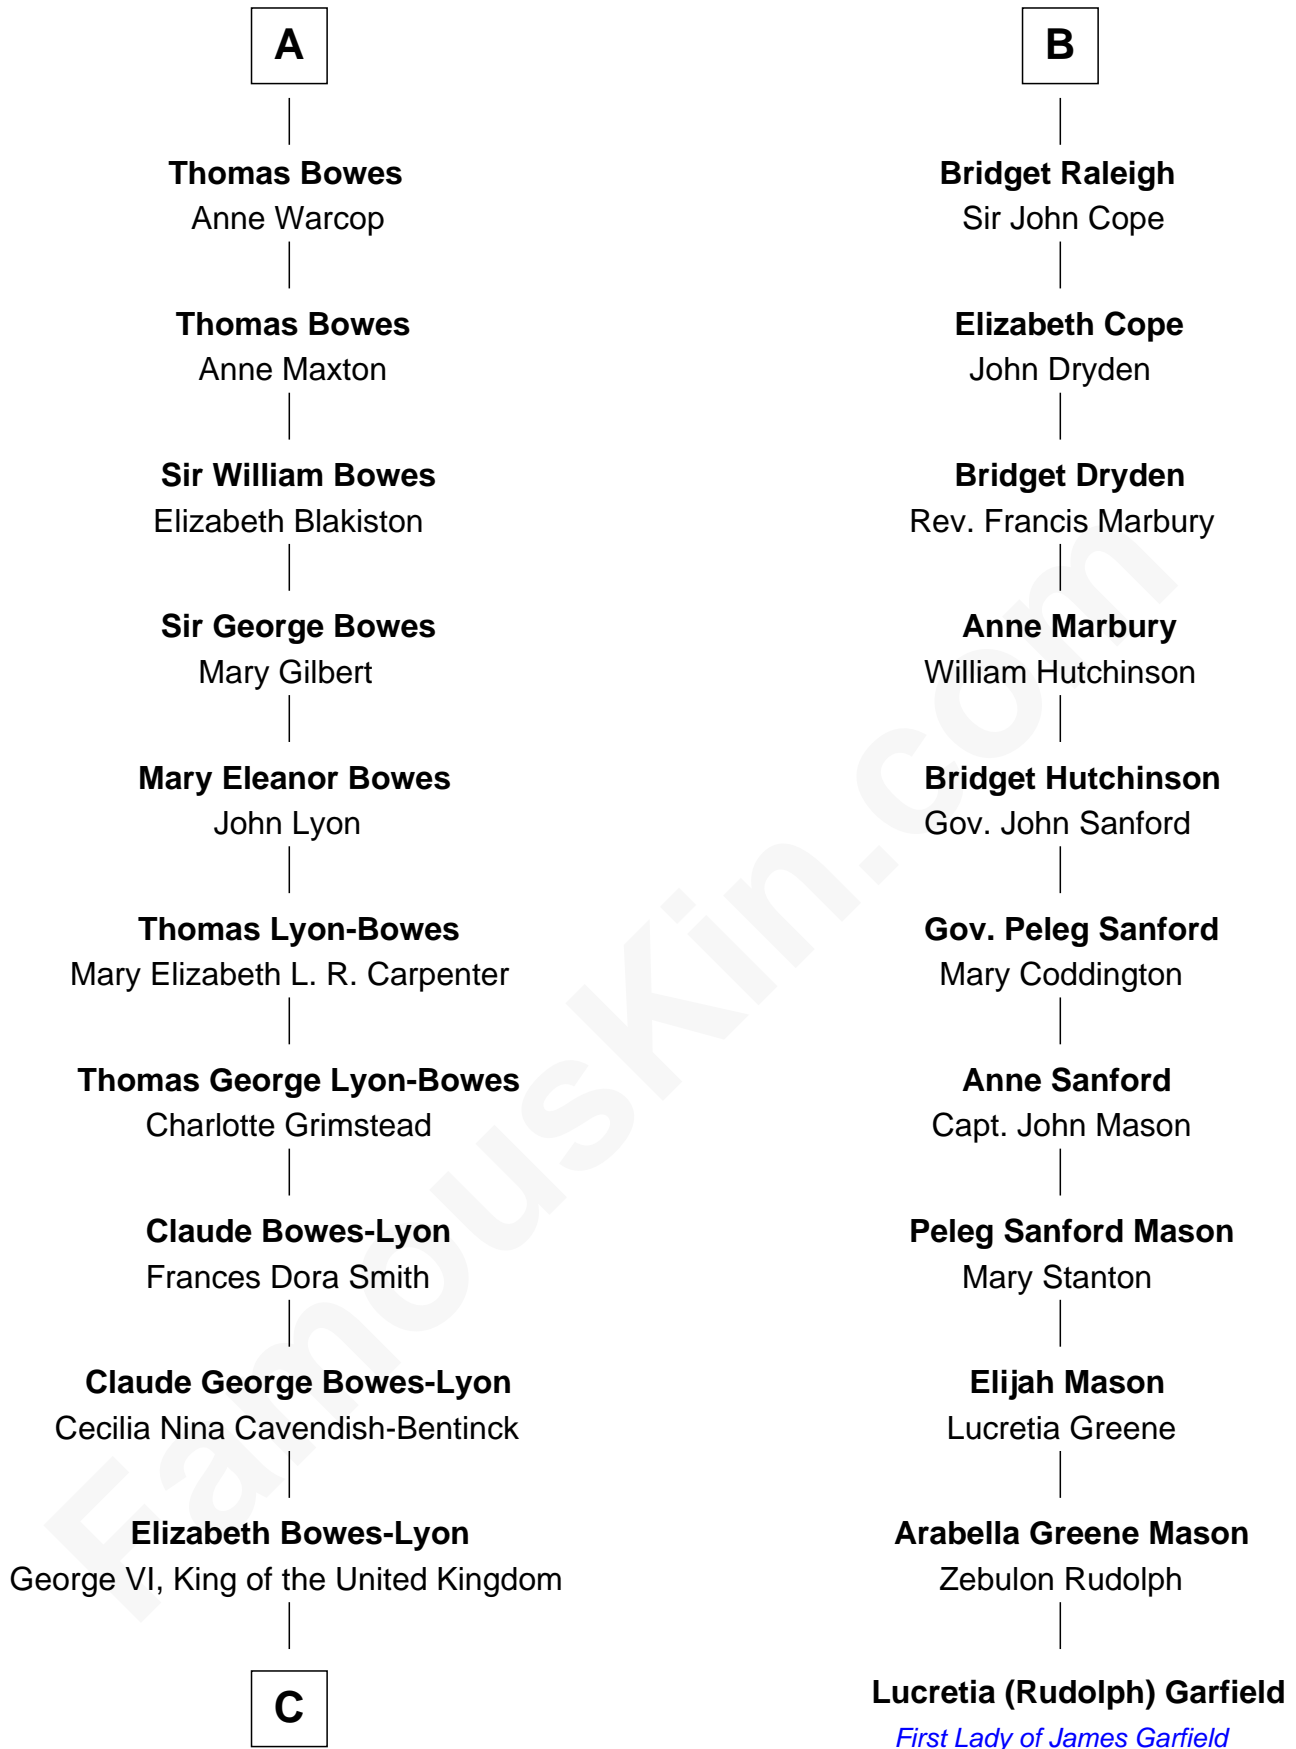 A
Thomas Bowes
Anne Warcop
Thomas Bowes
Anne Maxton
Sir William Bowes
Elizabeth Blakiston
Sir George Bowes
Mary Gilbert
Mary Eleanor Bowes
John Lyon
Thomas Lyon-Bowes
Mary Elizabeth L. R. Carpenter
Thomas George Lyon-Bowes
Charlotte Grimstead
Claude Bowes-Lyon
Frances Dora Smith
Claude George Bowes-Lyon
Cecilia Nina Cavendish-Bentinck
Elizabeth Bowes-Lyon
George VI, King of the United Kingdom
C
B
Bridget Raleigh
Sir John Cope
Elizabeth Cope
John Dryden
Bridget Dryden
Rev. Francis Marbury
Anne Marbury
William Hutchinson
Bridget Hutchinson
Gov. John Sanford
Gov. Peleg Sanford
Mary Coddington
Anne Sanford
Capt. John Mason
Peleg Sanford Mason
Mary Stanton
Elijah Mason
Lucretia Greene
Arabella Greene Mason
Zebulon Rudolph
Lucretia (Rudolph) Garfield
First Lady of James Garfield
FamousKin.com